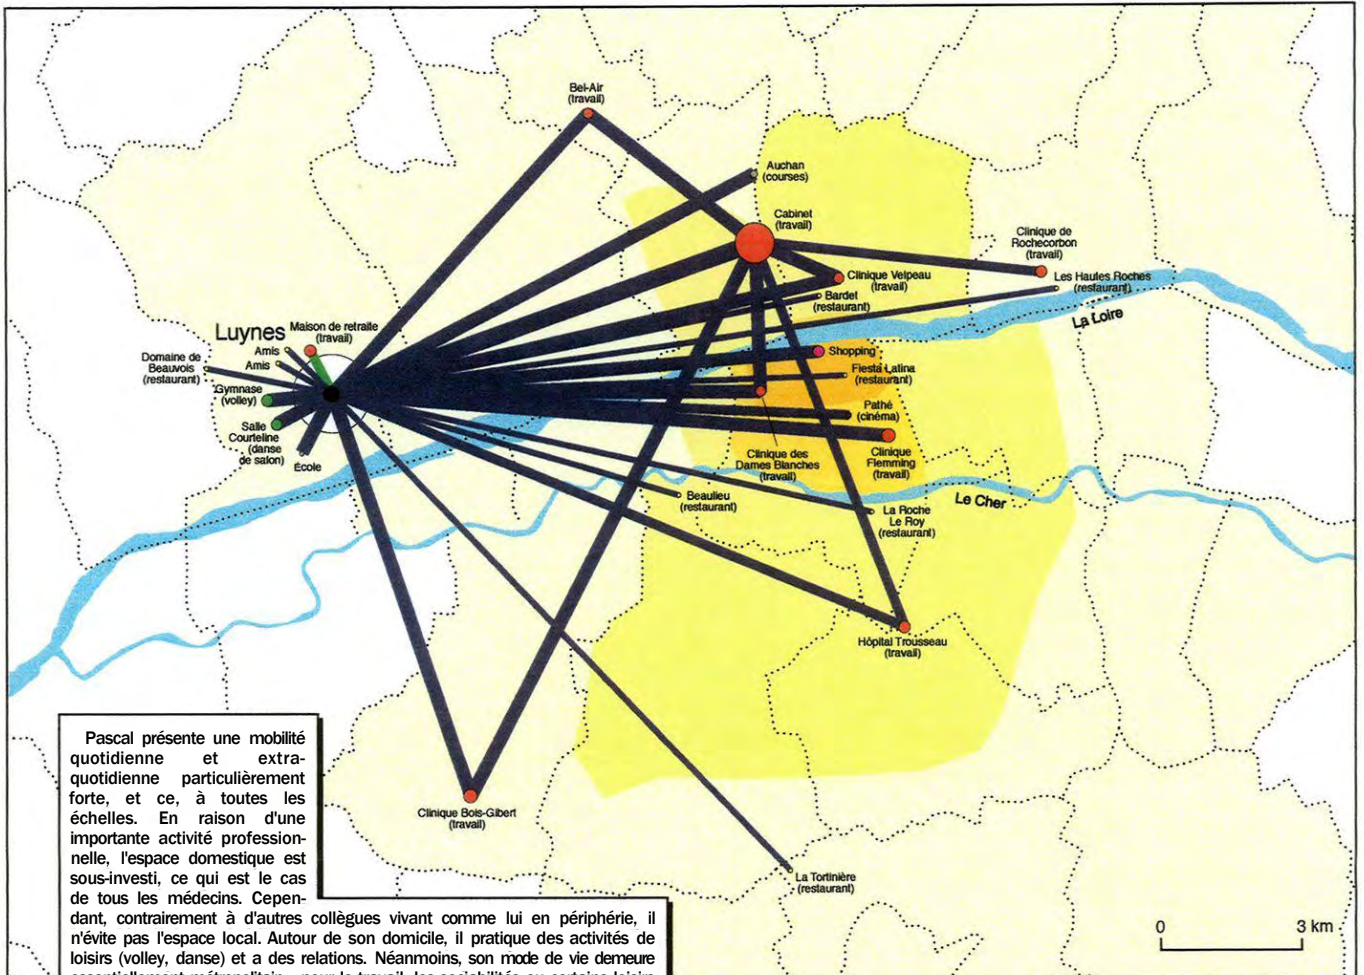 Bel-Air
(travail)
Auchan
(courses)
Cabinet
(travail)
Clinique de
Rochecorbon
(travail)
Clinique Velpeau
(travail)
Les Hautes Roches
(restaurant)
Bardet
(restaurant)
La Loire
Luynes
Maison de retraite
(travail)
Amis
Amis
Domaine de
Beauvois
(restaurant)
Gymnase
(volley)
Salle
Courteline
(danse
de salon)
École
Shopping
Fiesta Latina
(restaurant)
Pathé
(cinéma)
Clinique des
Dames Blanches
(travail)
Clinique
Flemming
(travail)
Le Cher
Beaulieu
(restaurant)
La Roche
Le Roy
(restaurant)
Hôpital Trousseau
(travail)
Clinique Bois-Gibert
(travail)
La Tortinière
(restaurant)
0 3 km
Pascal présente une mobilité
quotidienne et extra-
quotidienne particulièrement
forte, et ce, à toutes les
échelles. En raison d'une
importante activité profession-
nelle, l'espace domestique est
sous-investi, ce qui est le cas
de tous les médecins. Cepen-
dant, contrairement à d'autres collègues vivant comme lui en périphérie, il
n'évite pas l'espace local. Autour de son domicile, il pratique des activités de
loisirs (volley, danse) et a des relations. Néanmoins, son mode de vie demeure